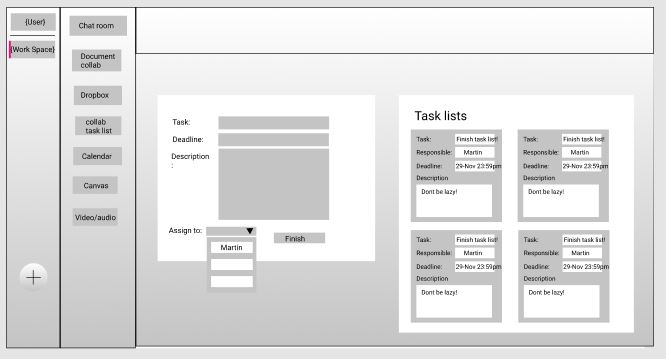 {User}
{Work Space}
Chat room
Document
collab
Dropbox
collab
task list
Calendar
Canvas
Video/audio
Task:
Deadline:
Description
:
Assign to:
Martin
Finish
Task lists
Task:
Finish task list!
Responsible:
Martin
Deadline:
29-Nov 23:59pm
Description
Dont be lazy!
Task:
Finish task list!
Responsible:
Martin
Deadline:
29-Nov 23:59pm
Description
Dont be lazy!
Task:
Finish task list!
Responsible:
Martin
Deadline:
29-Nov 23:59pm
Description
Dont be lazy!
Task:
Finish task list!
Responsible:
Martin
Deadline:
29-Nov 23:59pm
Description
Dont be lazy!